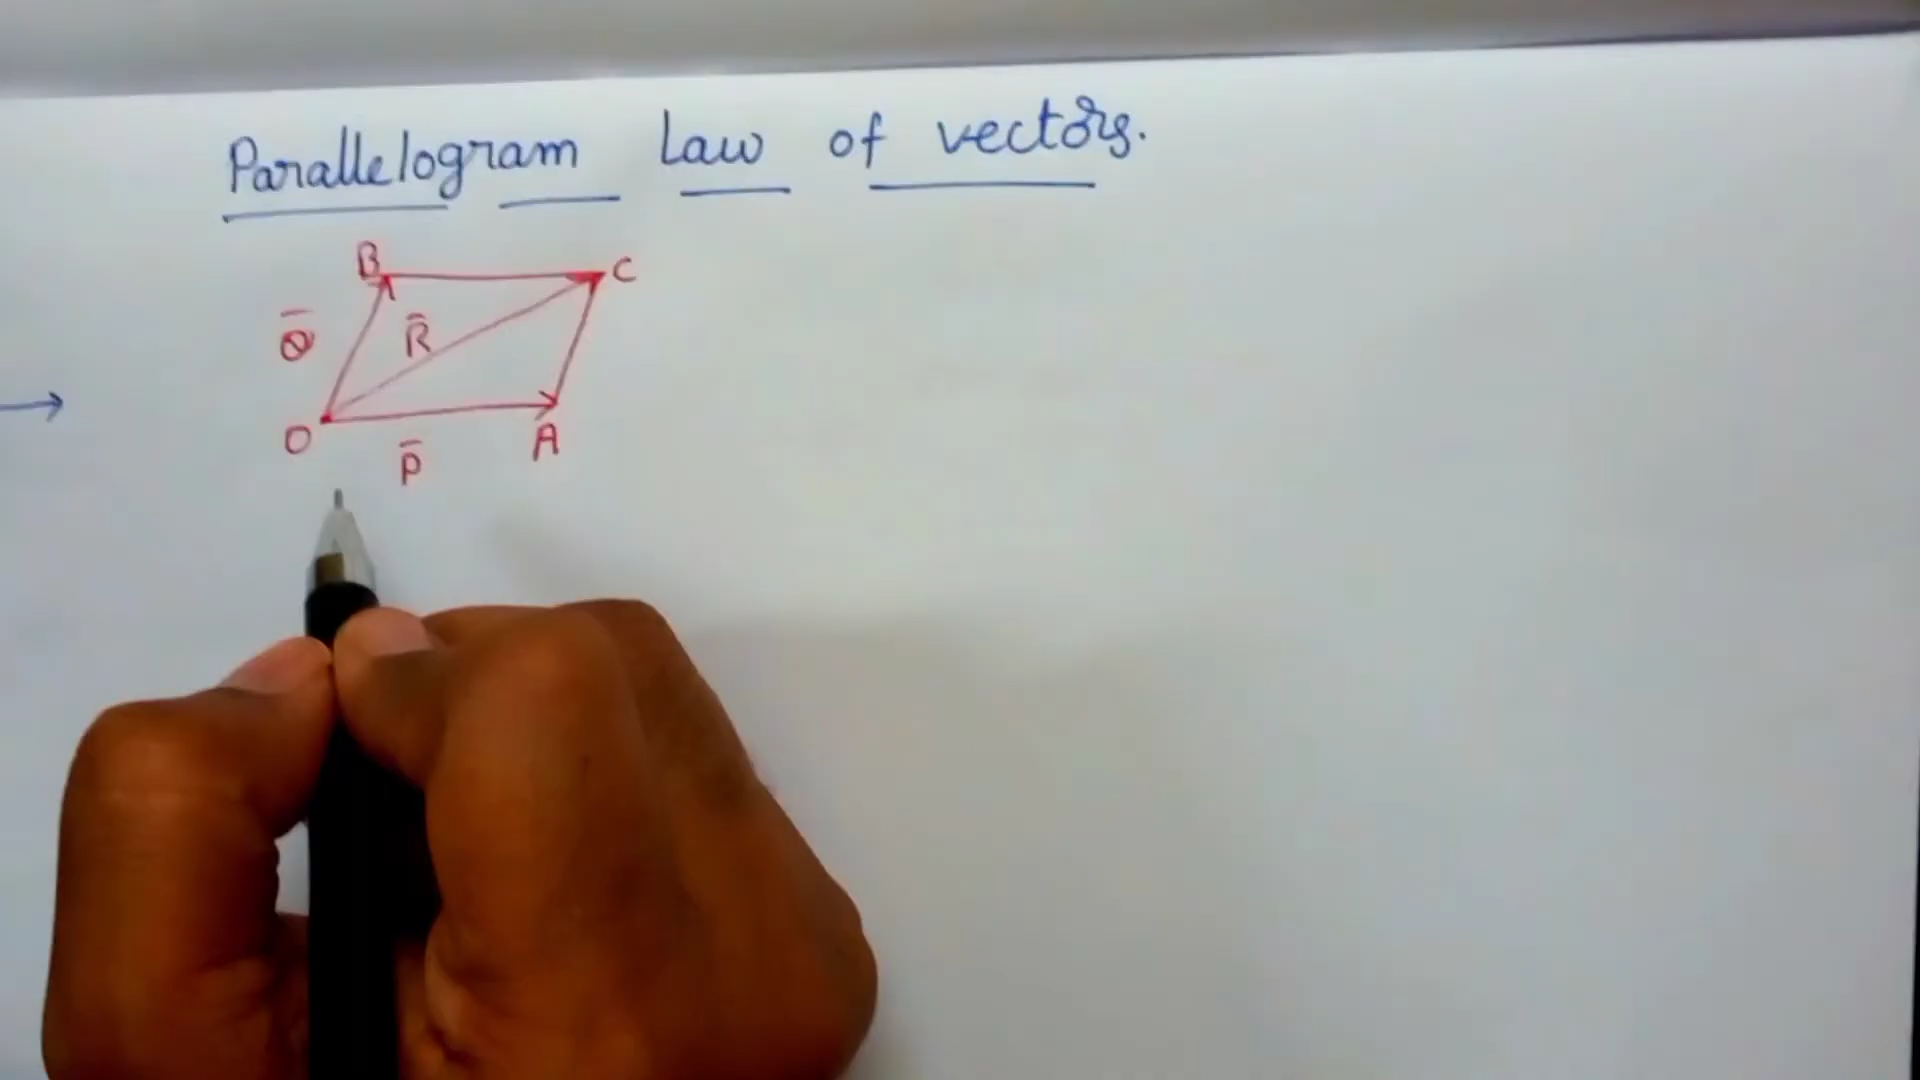 Parallelogram Law of vectors.
B C
Q̅ R̅
O P̅ A